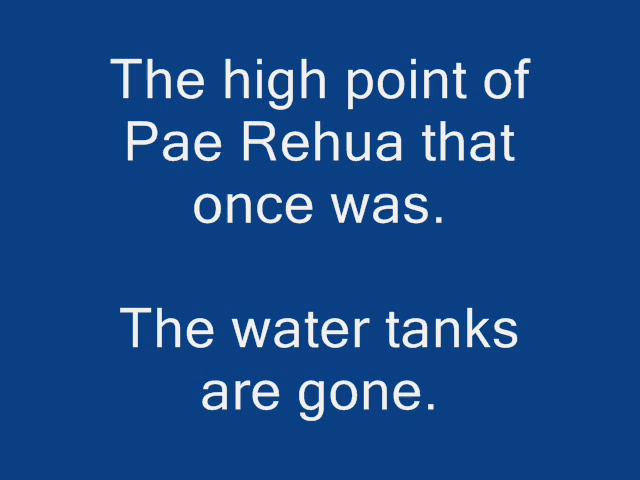 The high point of
Pae Rehua that
once was.
The water tanks
are gone.